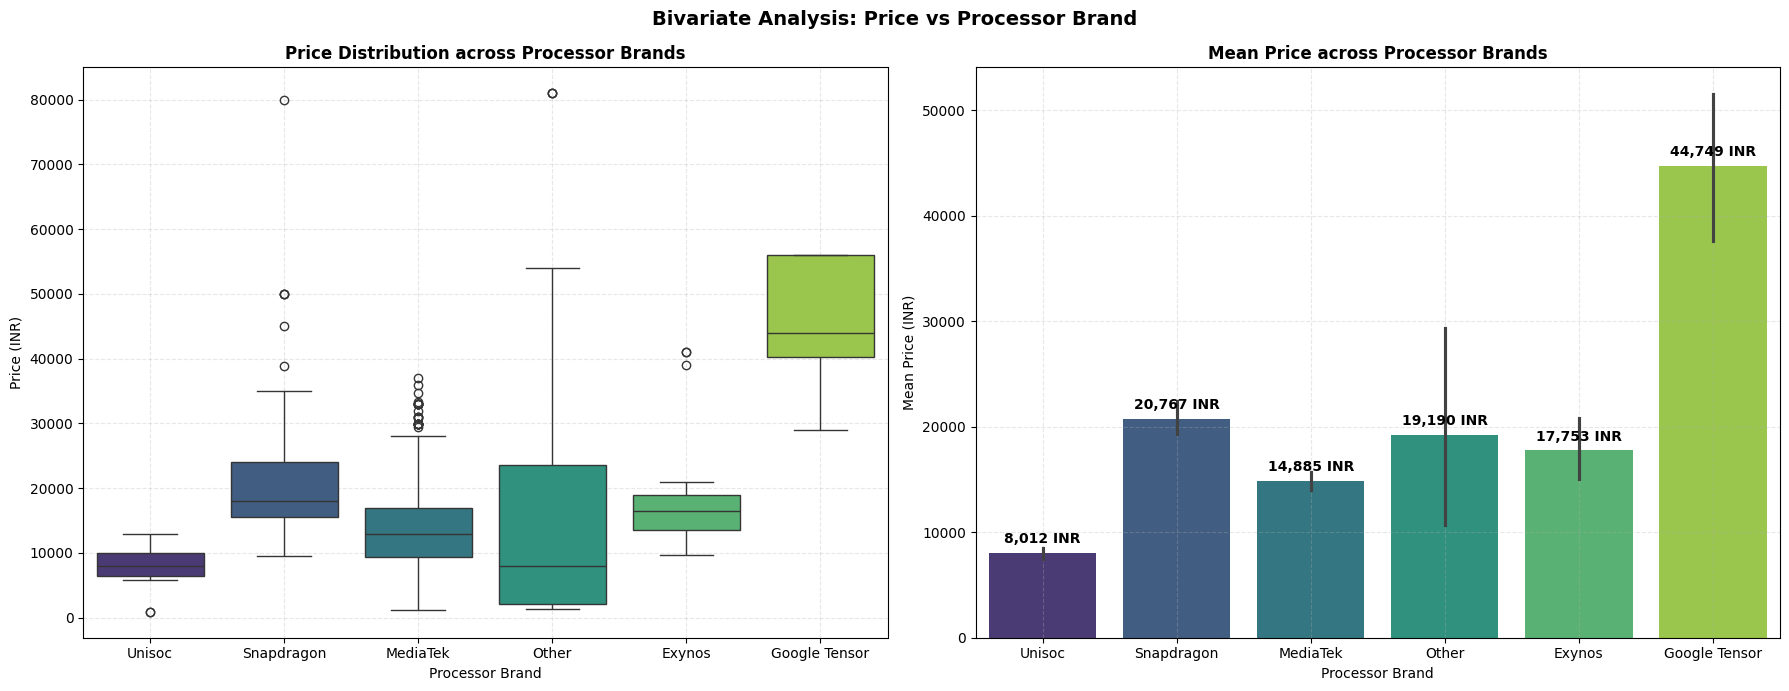 Bivariate Analysis: Price vs Processor Brand
Price Distribution across Processor Brands
80000
70000
60000
50000
40000
30000
20000
10000
0
Price (INR)
Unisoc Snapdragon MediaTek Other Exynos Google Tensor
Processor Brand
Mean Price across Processor Brands
50000
40000
30000
20000
10000
0
Mean Price (INR)
8,012 INR
20,767 INR
14,885 INR
19,190 INR
17,753 INR
44,749 INR
Unisoc Snapdragon MediaTek Other Exynos Google Tensor
Processor Brand